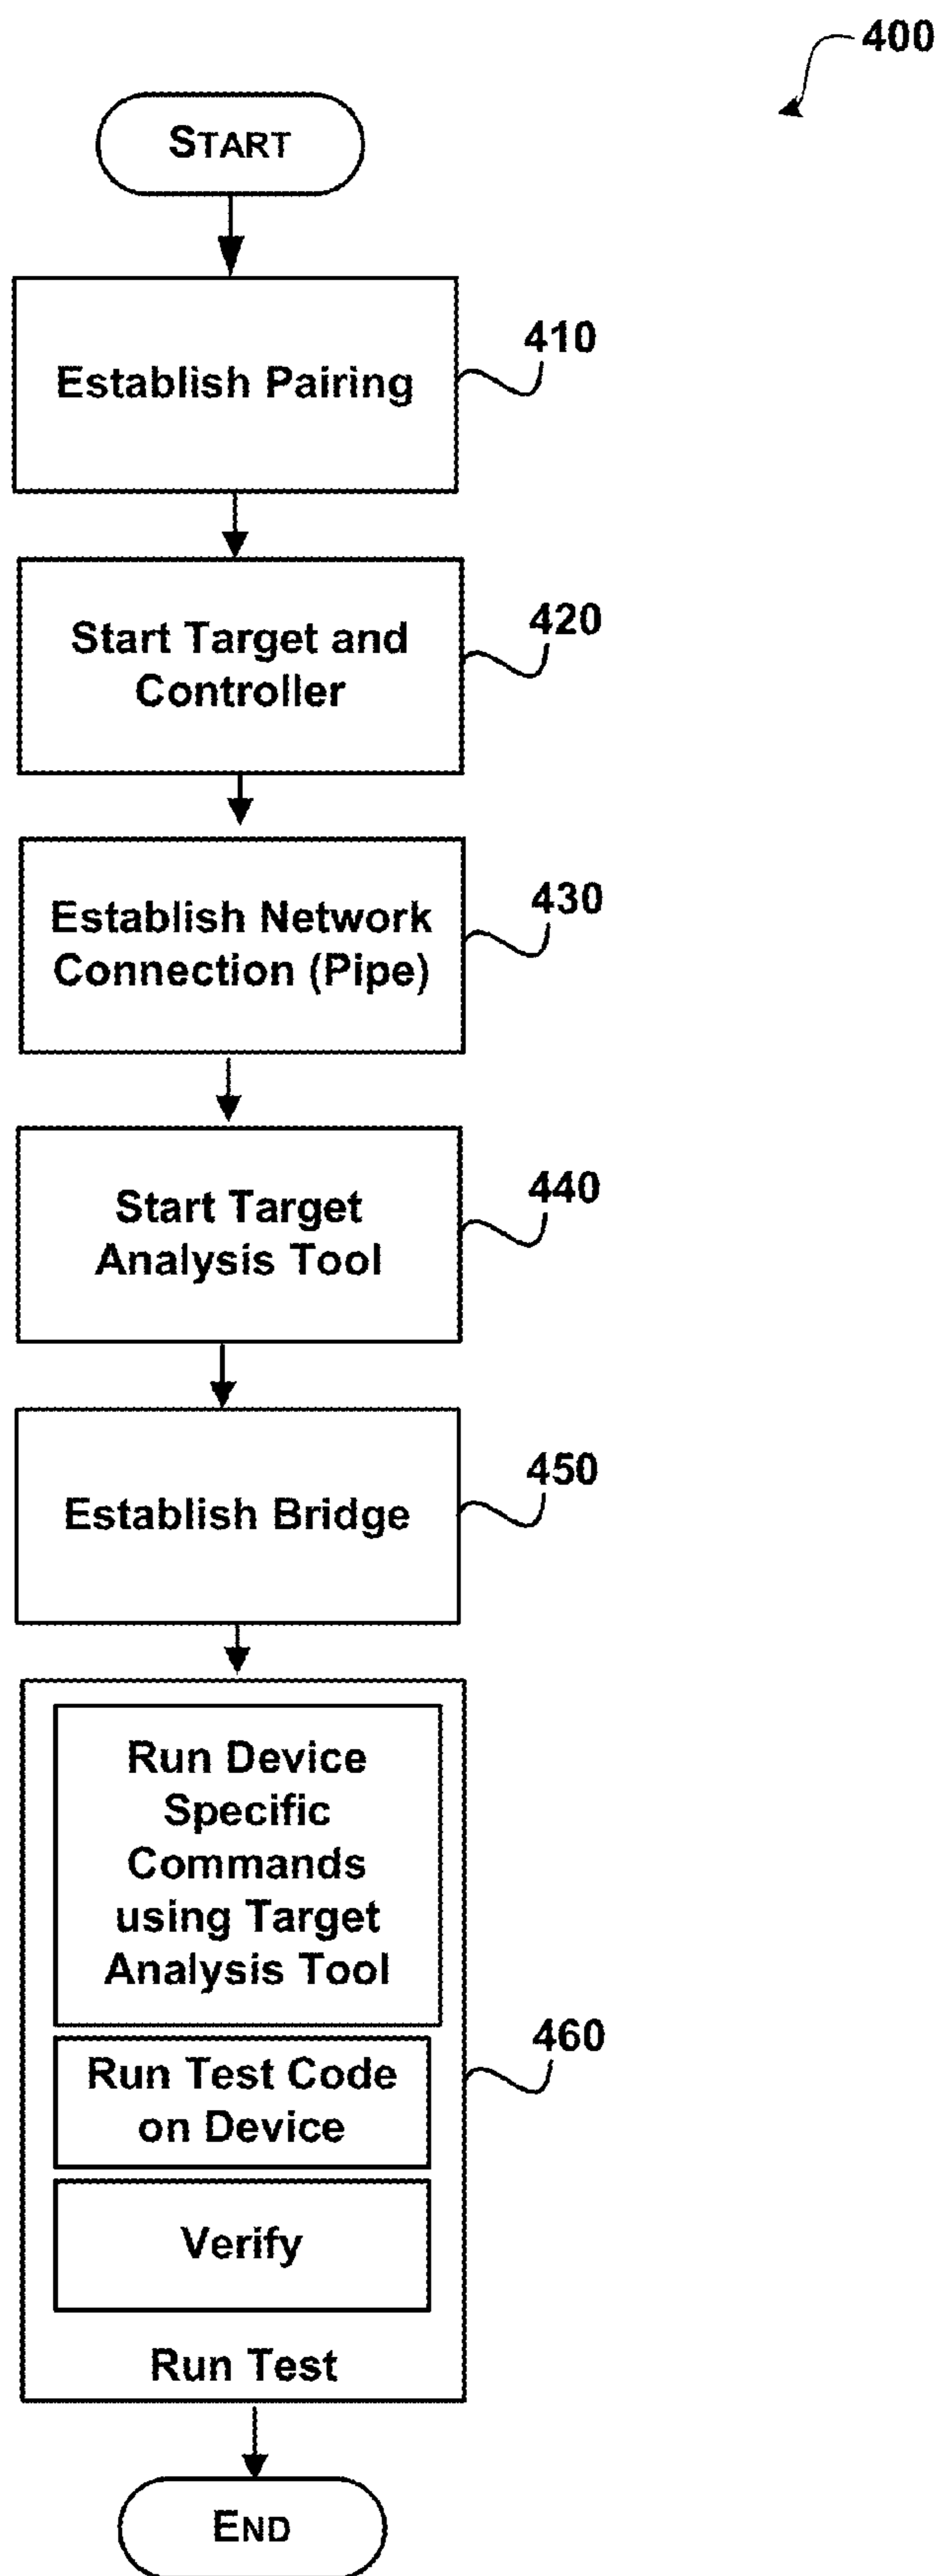 400
START
Establish Pairing
410
Start Target and
Controller
420
Establish Network
Connection (Pipe)
430
Start Target
Analysis Tool
440
Establish Bridge
450
Run Device
Specific
Commands
using Target
Analysis Tool
Run Test Code
on Device
460
Verify
Run Test
END